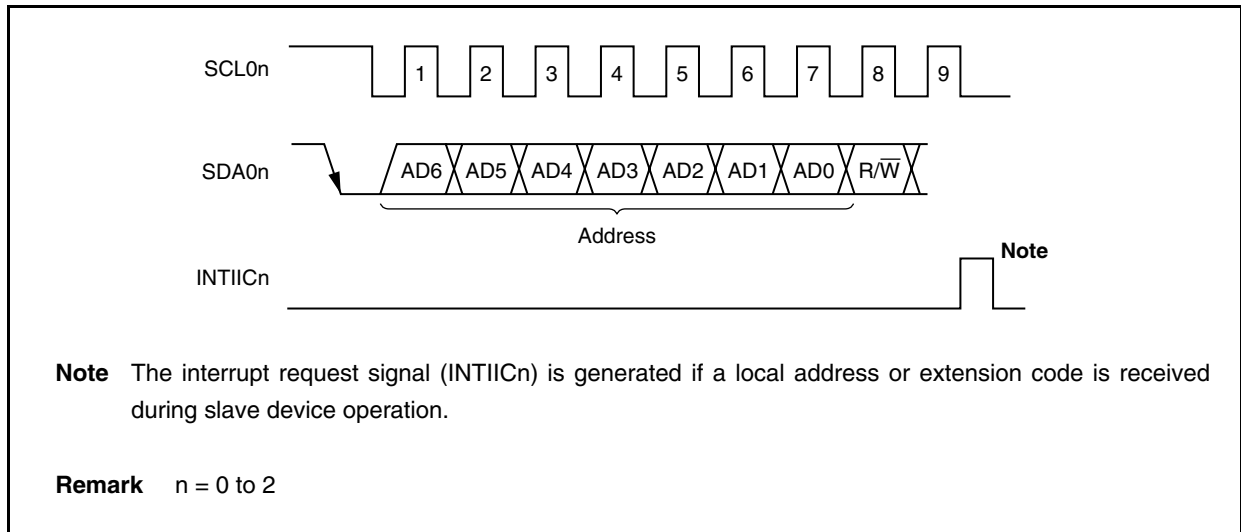 SCL0n 1 2 3 4 5 6 7 8 9
SDA0n AD6 AD5 AD4 AD3 AD2 AD1 AD0 R/W̅
Address
INTIICn Note
Note The interrupt request signal (INTIICn) is generated if a local address or extension code is received
during slave device operation.
Remark n = 0 to 2